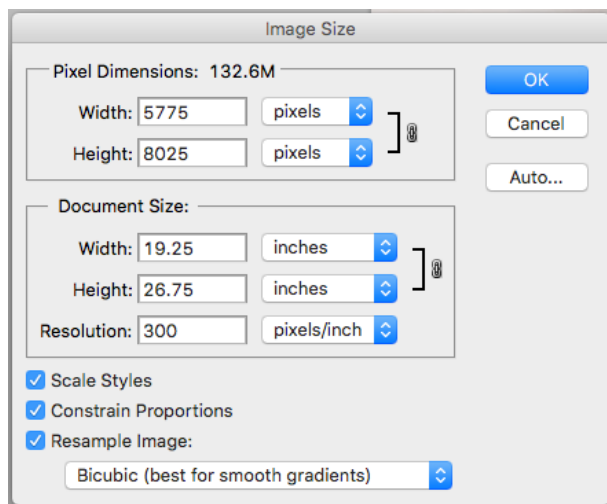 Image Size
Pixel Dimensions: 132.6M
Width: 5775 pixels
Height: 8025 pixels
OK
Cancel
Auto...
Document Size:
Width: 19.25 inches
Height: 26.75 inches
Resolution: 300 pixels/inch
Scale Styles
Constrain Proportions
Resample Image:
Bicubic (best for smooth gradients)